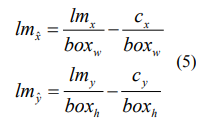 lm_x̂ = lm_x / box_w − c_x / box_w
(5)
lm_ŷ = lm_y / box_h − c_y / box_h